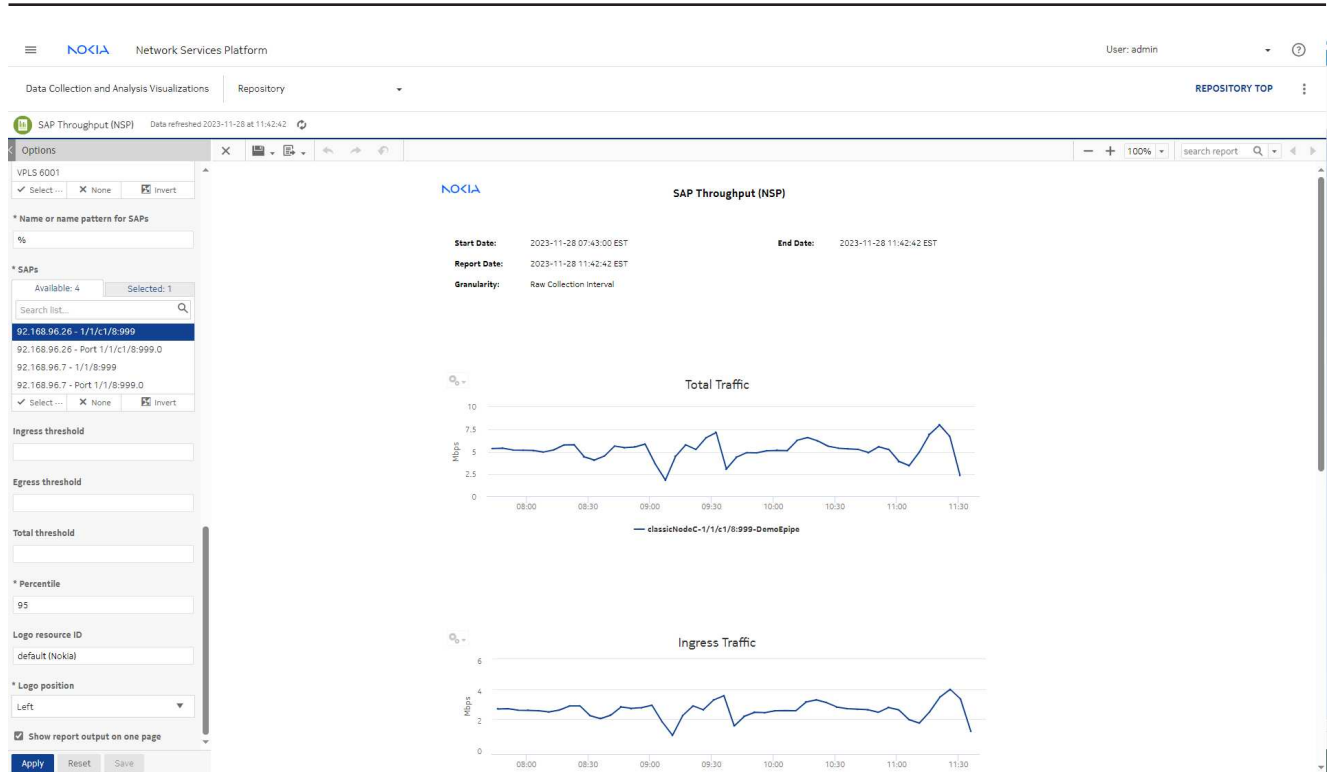 NOKIA Network Services Platform User: admin
Data Collection and Analysis Visualizations Repository REPOSITORY TOP
SAP Throughput (NSP) Data refreshed 2023-11-28 at 11:42:42
Options 100% search report
VPLS 6001
Select ... None Invert
* Name or name pattern for SAPs
%
* SAPs
Available: 4 Selected: 1
Search list...
92.168.96.26 - 1/1/c1/8:999
92.168.96.26 - Port 1/1/c1/8:999.0
92.168.96.7 - 1/1/8:999
92.168.96.7 - Port 1/1/8:999.0
Select ... None Invert
Ingress threshold
Egress threshold
Total threshold
* Percentile
95
Logo resource ID
default (Nokia)
* Logo position
Left
Show report output on one page
Apply Reset Save
NOKIA
SAP Throughput (NSP)
Start Date: 2023-11-28 07:43:00 EST End Date: 2023-11-28 11:42:42 EST
Report Date: 2023-11-28 11:42:42 EST
Granularity: Raw Collection Interval
Total Traffic
10
7.5
5
2.5
0
Mbps
08:00 08:30 09:00 09:30 10:00 10:30 11:00 11:30
classicNodeC-1/1/c1/8:999-DemoEpipe
Ingress Traffic
6
4
2
0
Mbps
08:00 08:30 09:00 09:30 10:00 10:30 11:00 11:30